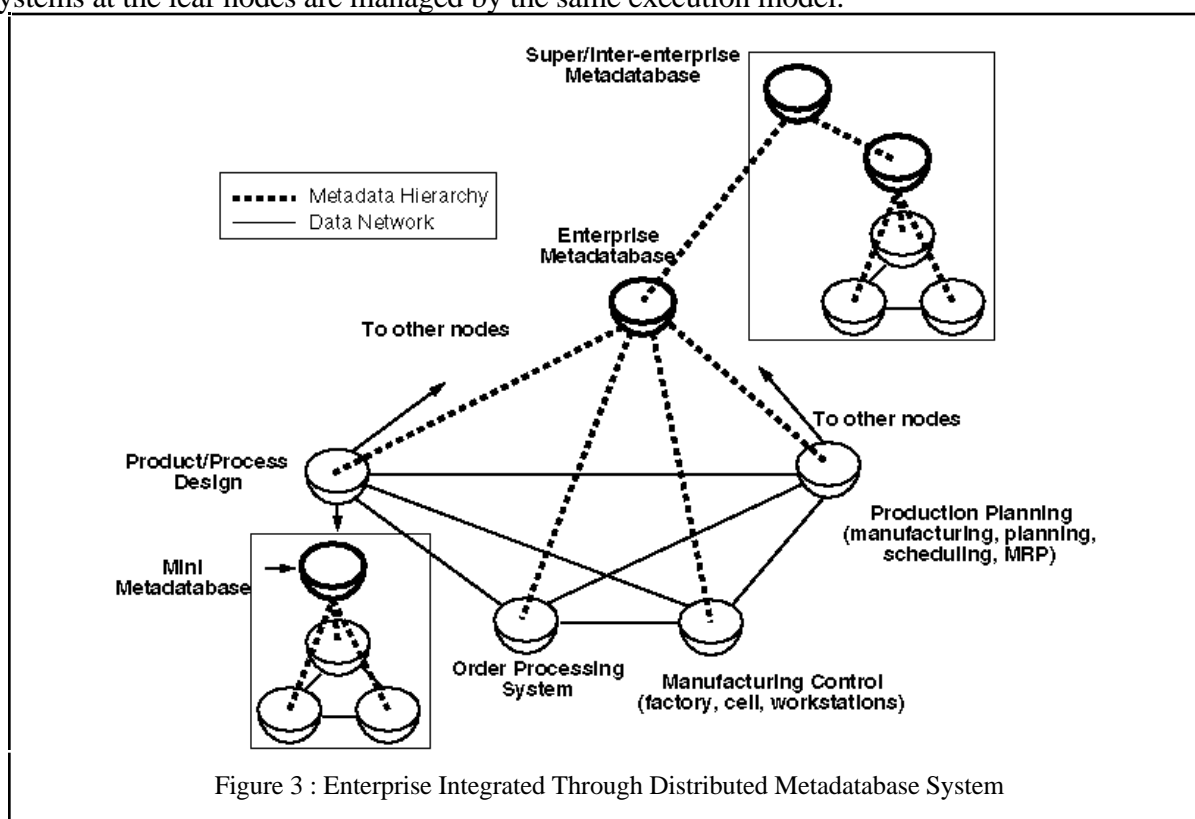 ystems at the leaf nodes are managed by the same execution model.
Super/Inter-enterprise
Metadatabase
Metadata Hierarchy
Data Network
Enterprise
Metadatabase
To other nodes
To other nodes
Product/Process
Design
Production Planning
(manufacturing, planning,
scheduling, MRP)
Mini
Metadatabase
Order Processing
System
Manufacturing Control
(factory, cell, workstations)
Figure 3 : Enterprise Integrated Through Distributed Metadatabase System